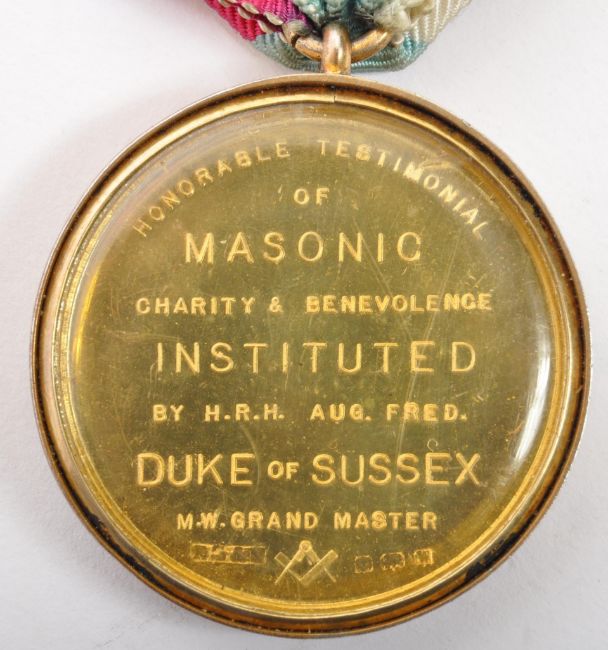 HONORABLE TESTIMONIAL
OF
MASONIC
CHARITY & BENEVOLENCE
INSTITUTED
BY H.R.H. AUG. FRED.
DUKE OF SUSSEX
M.W. GRAND MASTER